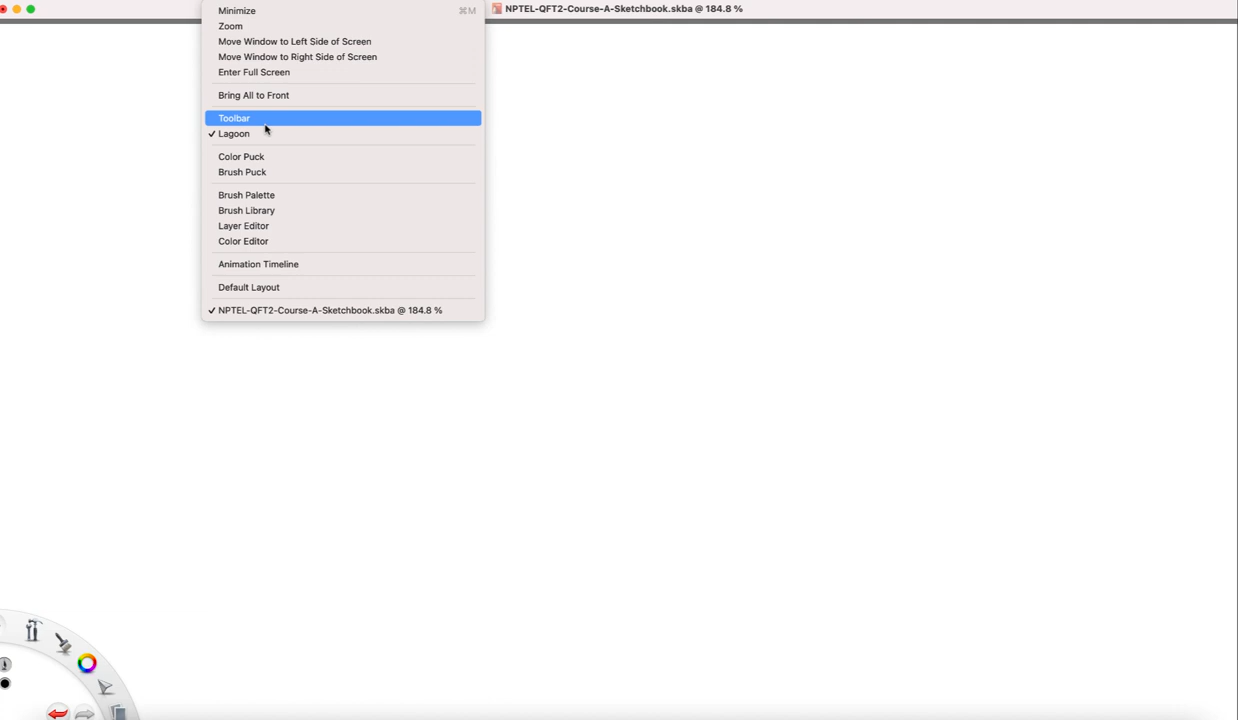 NPTEL-QFT2-Course-A-Sketchbook.skba @ 184.8 %
Minimize ⌘M
Zoom
Move Window to Left Side of Screen
Move Window to Right Side of Screen
Enter Full Screen
Bring All to Front
Toolbar
✓ Lagoon
Color Puck
Brush Puck
Brush Palette
Brush Library
Layer Editor
Color Editor
Animation Timeline
Default Layout
✓ NPTEL-QFT2-Course-A-Sketchbook.skba @ 184.8 %